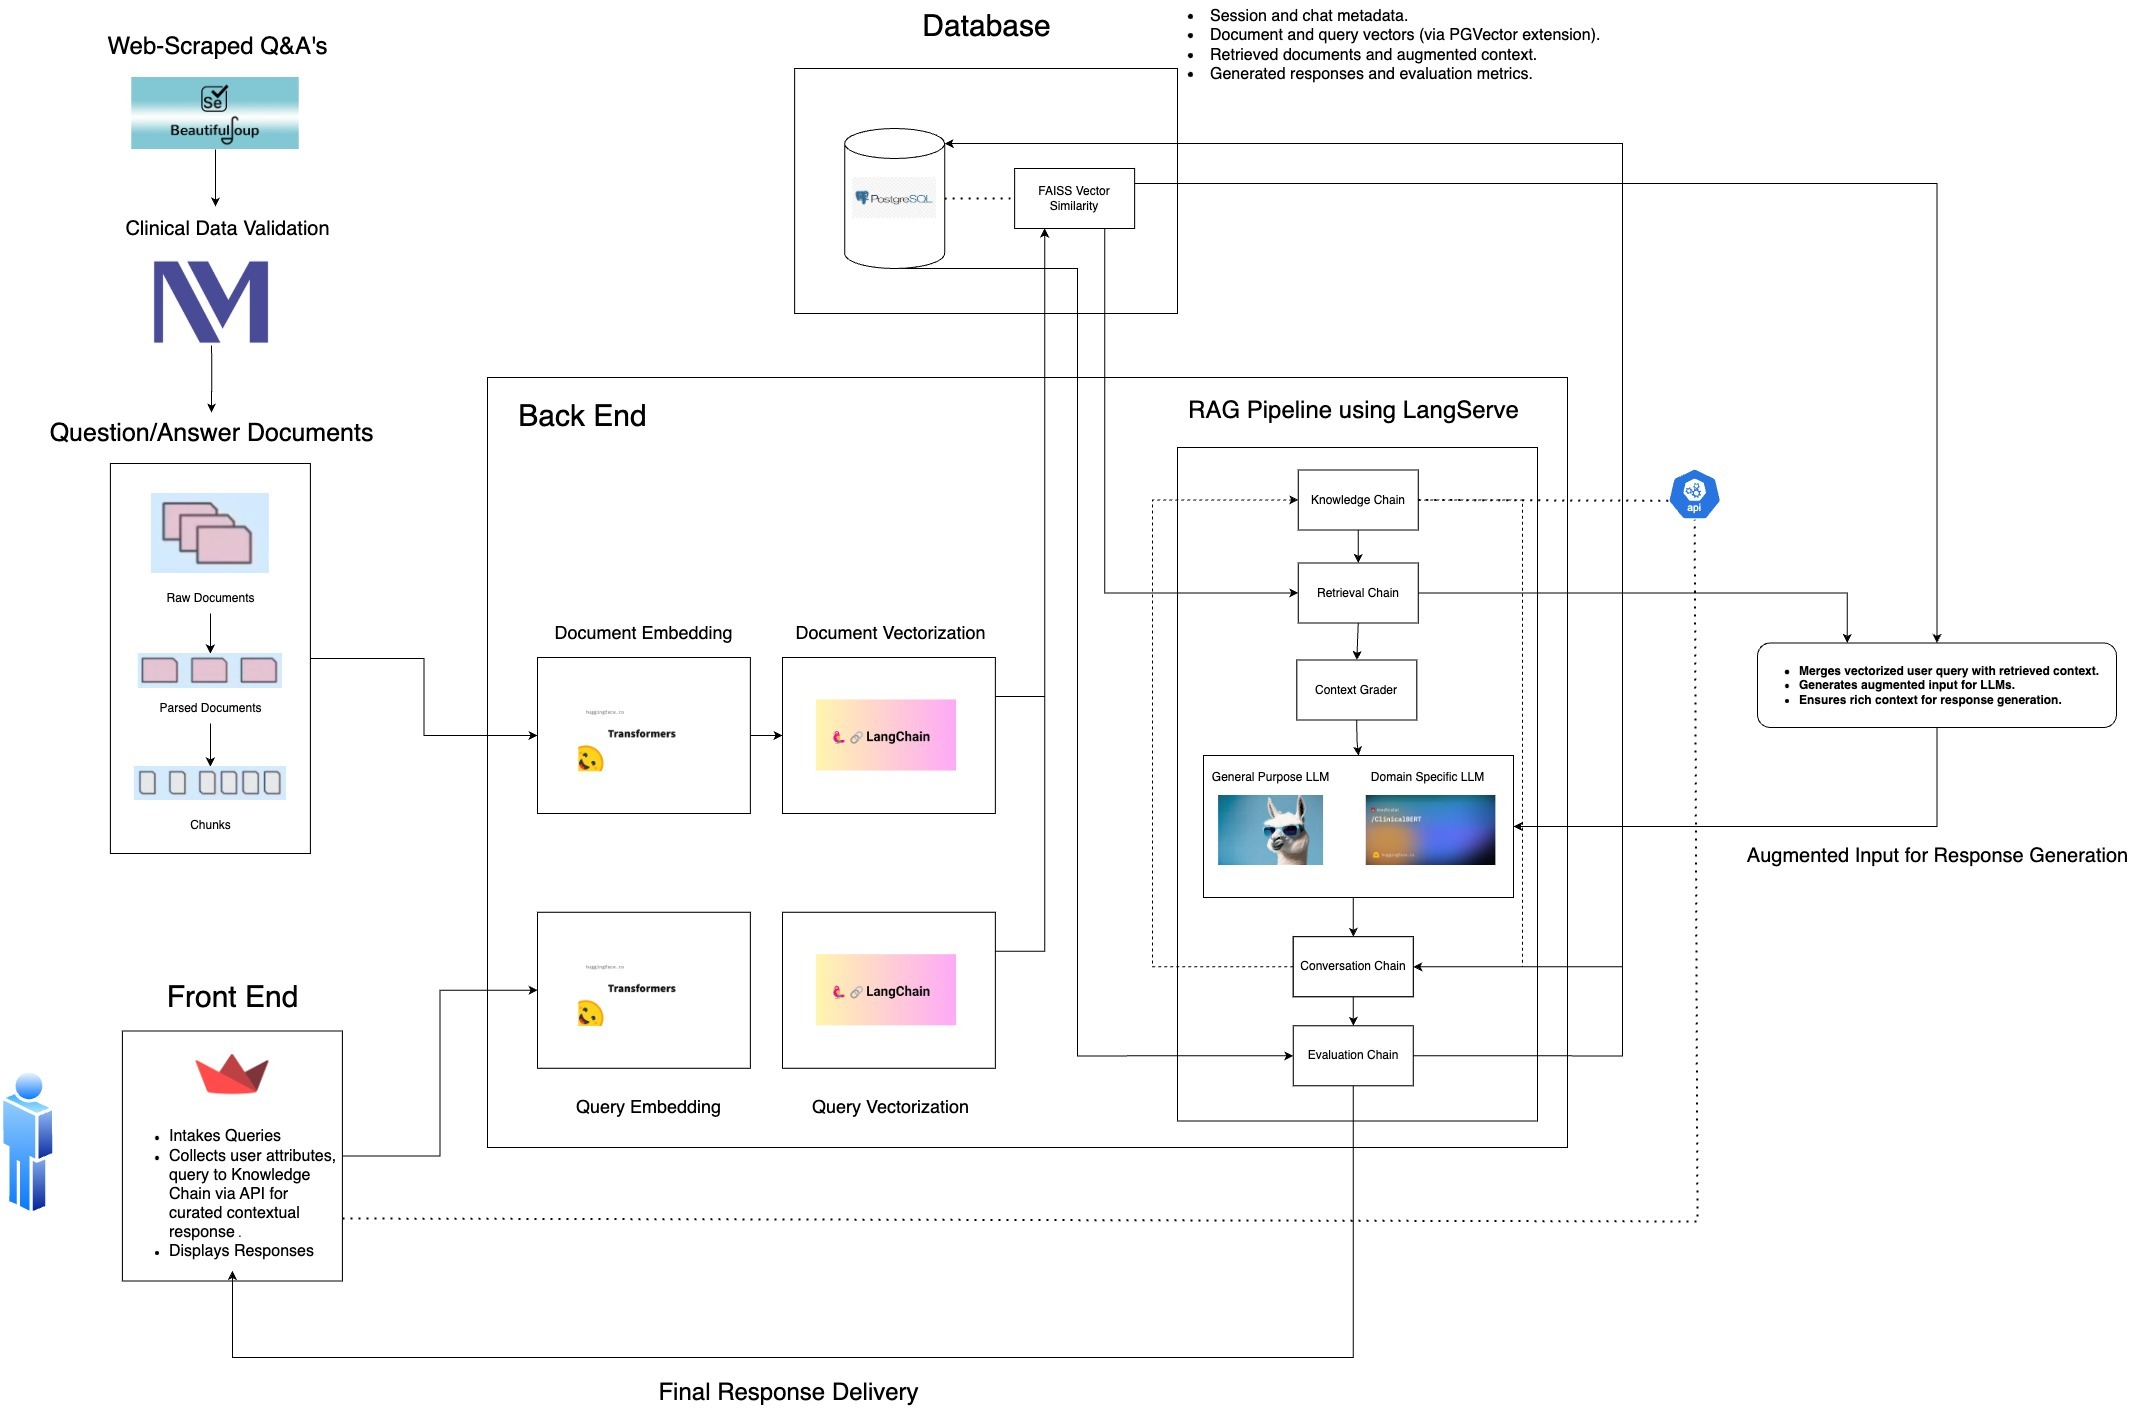 Database
• Session and chat metadata.
• Document and query vectors (via PGVector extension).
• Retrieved documents and augmented context.
• Generated responses and evaluation metrics.
Web-Scraped Q&A's
Se
BeautifulSoup
Clinical Data Validation
NM
Question/Answer Documents
Raw Documents
Parsed Documents
Chunks
PostgreSQL
FAISS Vector
Similarity
Back End
RAG Pipeline using LangServe
Document Embedding
huggingface.co
Transformers
Document Vectorization
LangChain
huggingface.co
Transformers
Query Embedding
LangChain
Query Vectorization
Knowledge Chain
Retrieval Chain
Context Grader
General Purpose LLM
Domain Specific LLM
/ClinicalBERT
huggingface.co
Conversation Chain
Evaluation Chain
api
• Merges vectorized user query with retrieved context.
• Generates augmented input for LLMs.
• Ensures rich context for response generation.
Augmented Input for Response Generation
Front End
• Intakes Queries
• Collects user attributes,
query to Knowledge
Chain via API for
curated contextual
response .
• Displays Responses
Final Response Delivery